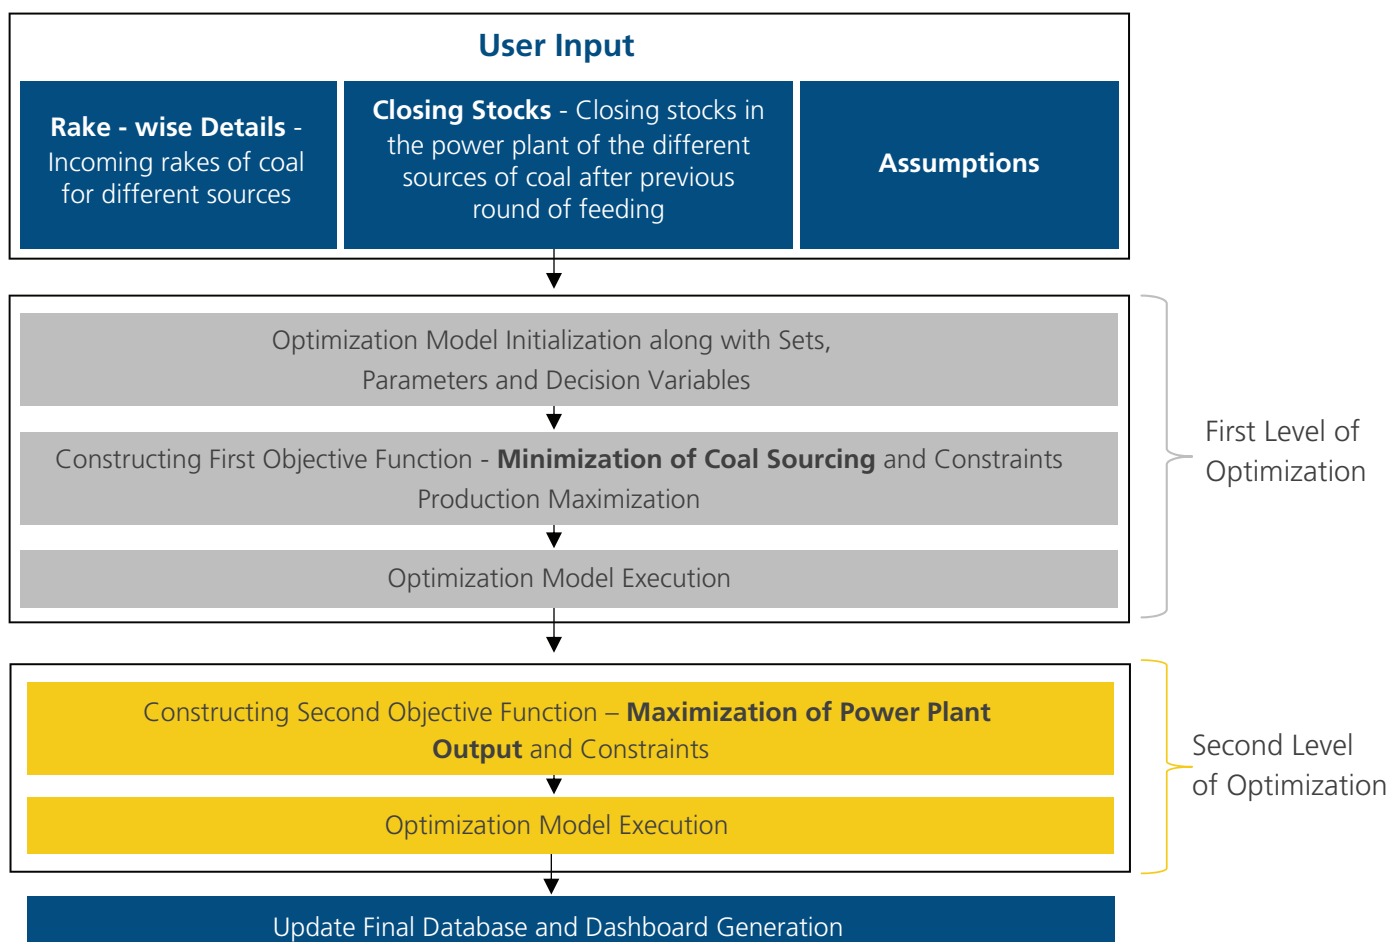 User Input
Rake - wise Details -
Incoming rakes of coal
for different sources
Closing Stocks - Closing stocks in
the power plant of the different
sources of coal after previous
round of feeding
Assumptions
Optimization Model Initialization along with Sets,
Parameters and Decision Variables
Constructing First Objective Function - Minimization of Coal Sourcing and Constraints
Production Maximization
Optimization Model Execution
First Level of
Optimization
Constructing Second Objective Function – Maximization of Power Plant
Output and Constraints
Optimization Model Execution
Second Level
of Optimization
Update Final Database and Dashboard Generation